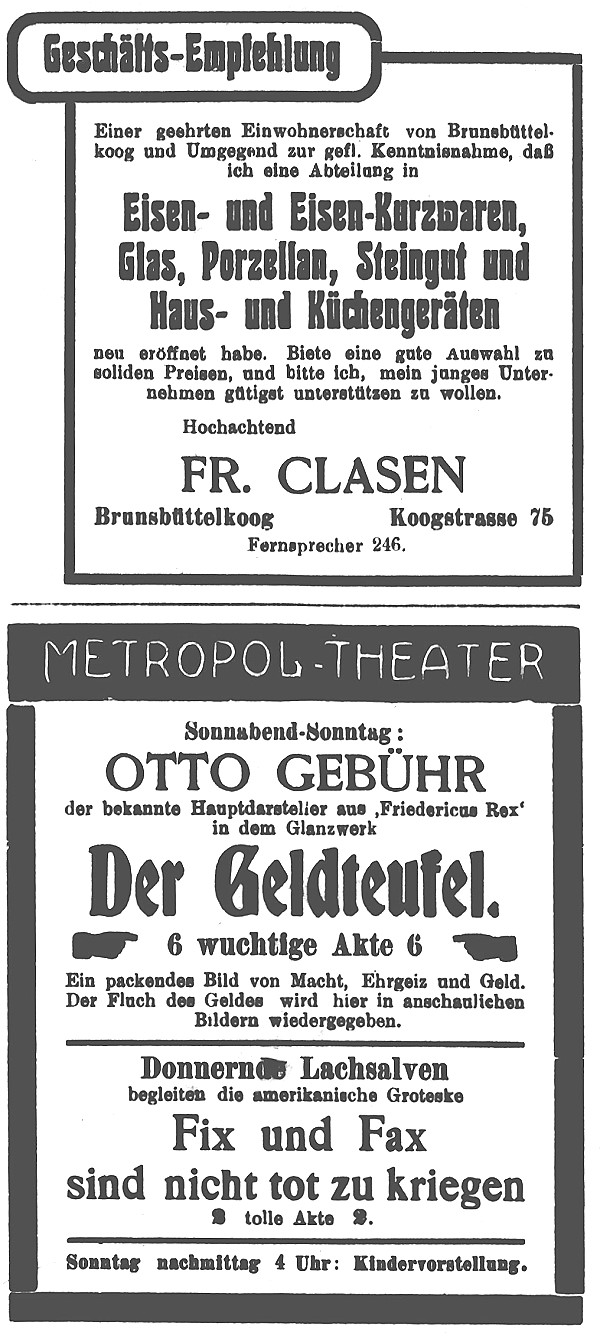 Geschäfts-Empfehlung
Einer geehrten Einwohnerschaft von Brunsbüttel-
koog und Umgegend zur gefl. Kenntnisnahme, daß
ich eine Abteilung in
Eisen- und Eisen-Kurzwaren,
Glas, Porzellan, Steingut und
Haus- und Küchengeräten
neu eröffnet habe. Biete eine gute Auswahl zu
soliden Preisen, und bitte ich, mein junges Unter-
nehmen gütigst unterstützen zu wollen.
Hochachtend
FR. CLASEN
Brunsbüttelkoog Koogstrasse 75
Fernsprecher 246.
METROPOL-THEATER
Sonnabend-Sonntag:
OTTO GEBÜHR
der bekannte Hauptdarsteller aus ‚Friedericus Rex‘
in dem Glanzwerk
Der Geldteufel.
6 wuchtige Akte 6
Ein packendes Bild von Macht, Ehrgeiz und Geld.
Der Fluch des Geldes wird hier in anschaulichen
Bildern wiedergegeben.
Donnernde Lachsalven
begleiten die amerikanische Groteske
Fix und Fax
sind nicht tot zu kriegen
2 tolle Akte 2.
Sonntag nachmittag 4 Uhr: Kindervorstellung.